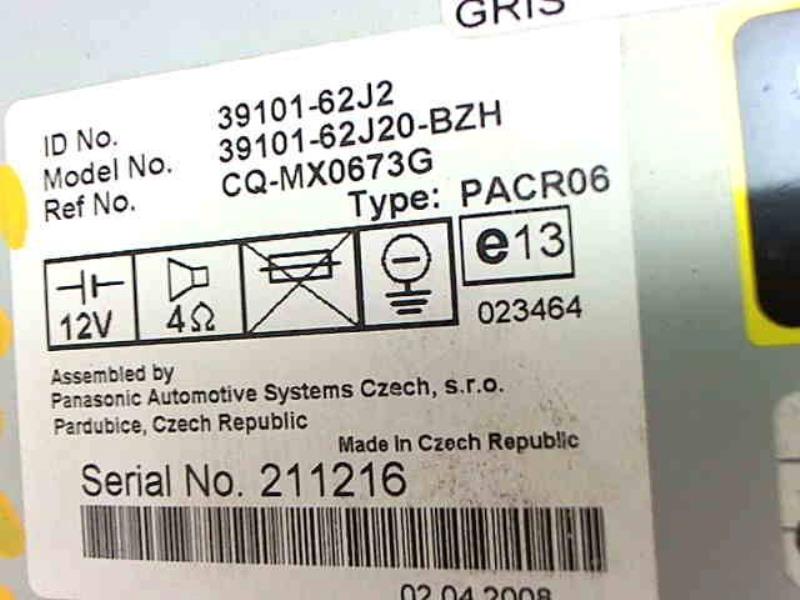 GRIS
ID No. 39101-62J2
Model No. 39101-62J20-BZH
Ref No. CQ-MX0673G
Type: PACR06
12V 4Ω e13
023464
Assembled by
Panasonic Automotive Systems Czech, s.r.o.
Pardubice, Czech Republic
Made In Czech Republic
Serial No. 211216
02.04.2008